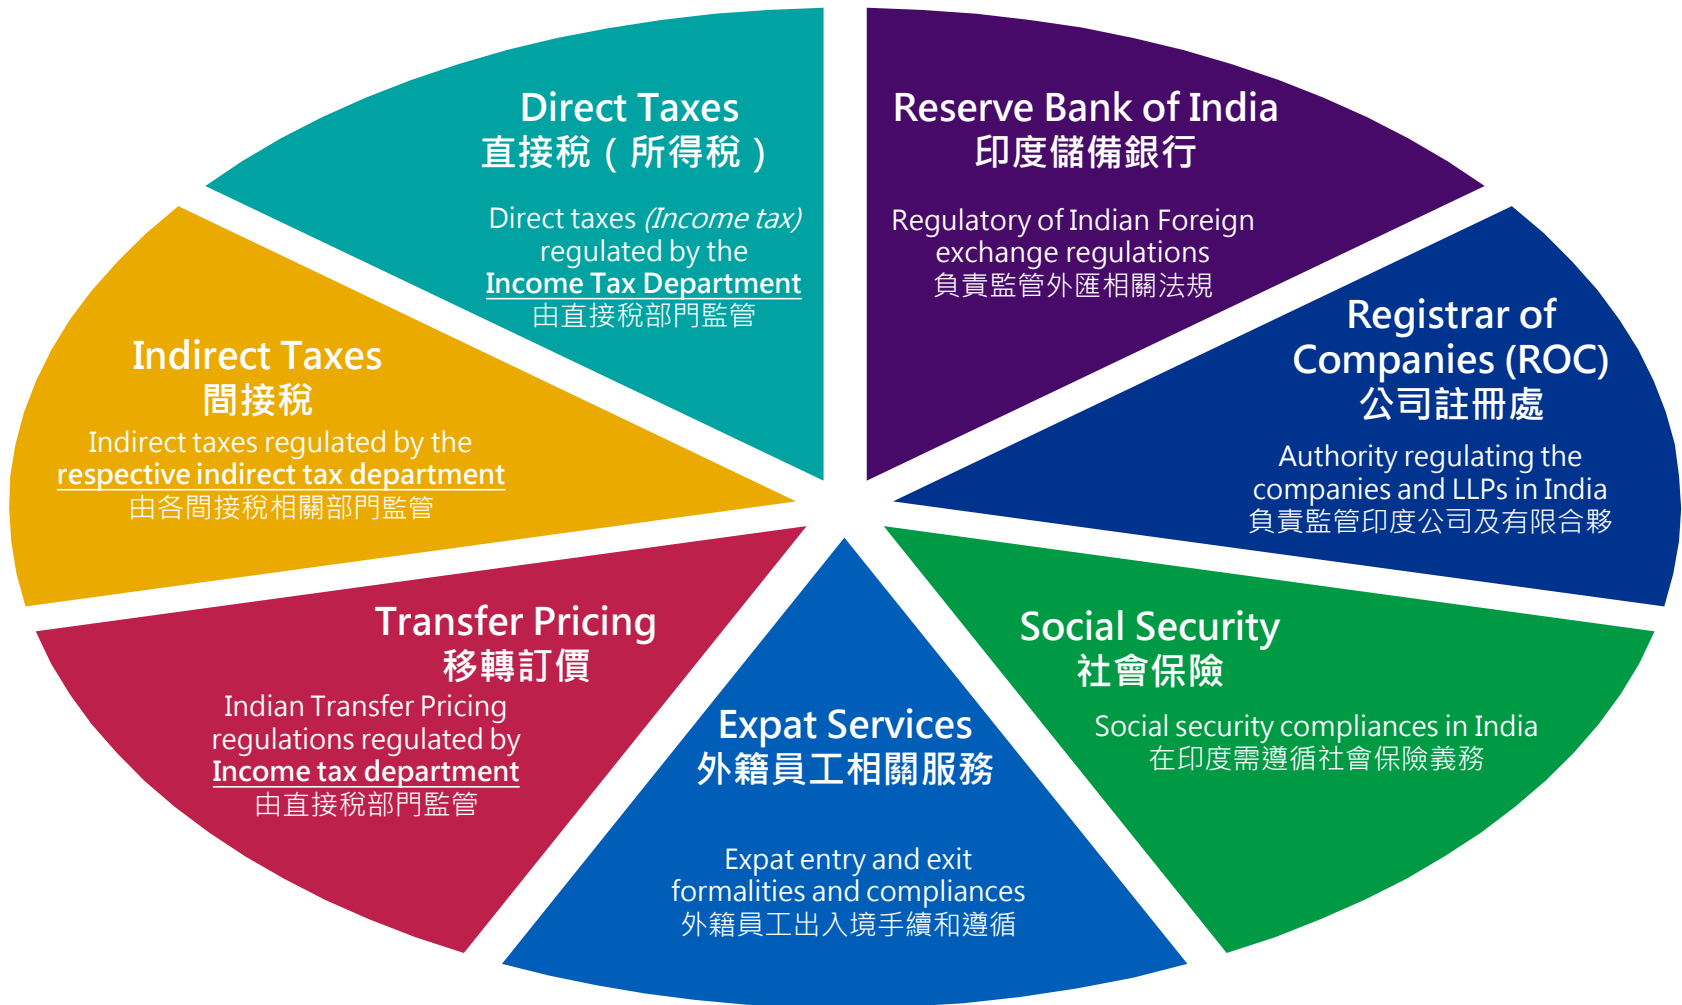 Direct Taxes
直接稅（所得稅）
Direct taxes (Income tax)
regulated by the
Income Tax Department
由直接稅部門監管
Reserve Bank of India
印度儲備銀行
Regulatory of Indian Foreign
exchange regulations
負責監管外匯相關法規
Registrar of
Companies (ROC)
公司註冊處
Authority regulating the
companies and LLPs in India
負責監管印度公司及有限合夥
Social Security
社會保險
Social security compliances in India
在印度需遵循社會保險義務
Expat Services
外籍員工相關服務
Expat entry and exit
formalities and compliances
外籍員工出入境手續和遵循
Transfer Pricing
移轉訂價
Indian Transfer Pricing
regulations regulated by
Income tax department
由直接稅部門監管
Indirect Taxes
間接稅
Indirect taxes regulated by the
respective indirect tax department
由各間接稅相關部門監管